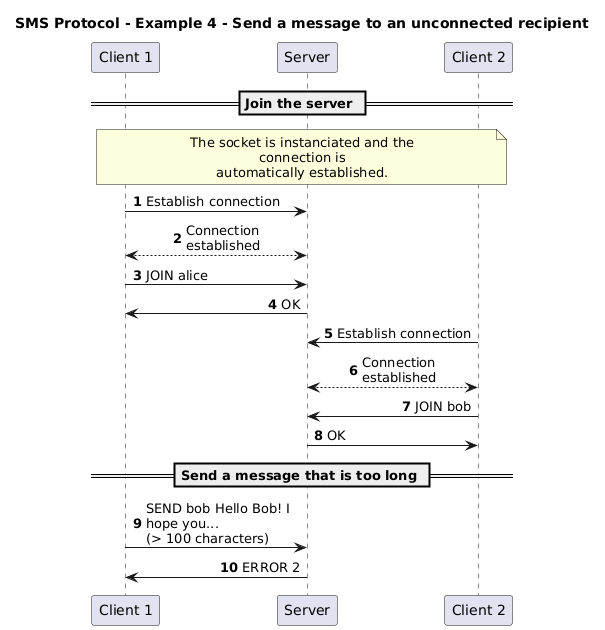 SMS Protocol - Example 4 - Send a message to an unconnected recipient
Client 1 Server Client 2
Join the server
The socket is instanciated and the
connection is
automatically established.
1 Establish connection
2 Connection
established
3 JOIN alice
4 OK
5 Establish connection
6 Connection
established
7 JOIN bob
8 OK
Send a message that is too long
SEND bob Hello Bob! I
9 hope you...
(> 100 characters)
10 ERROR 2
Client 1 Server Client 2